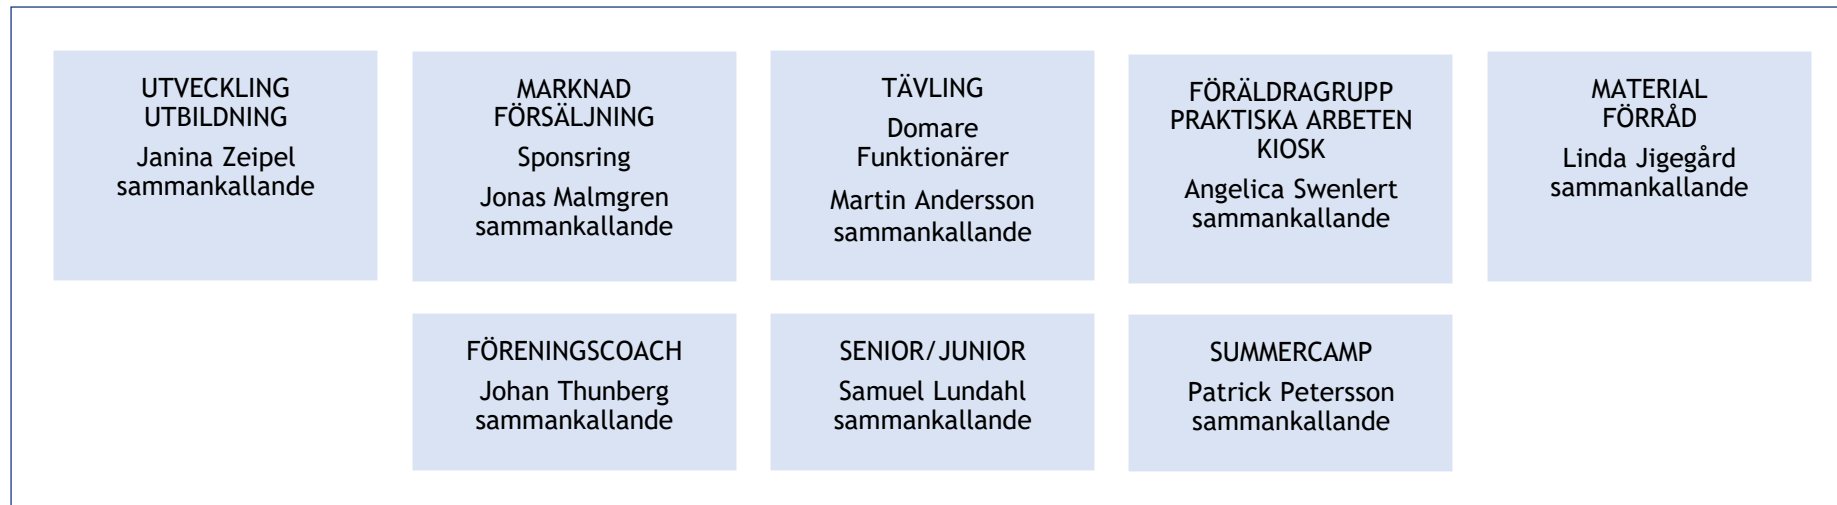 UTVECKLING
UTBILDNING
Janina Zeipel
sammankallande
MARKNAD
FÖRSÄLJNING
Sponsring
Jonas Malmgren
sammankallande
TÄVLING
Domare
Funktionärer
Martin Andersson
sammankallande
FÖRÄLDRAGRUPP
PRAKTISKA ARBETEN
KIOSK
Angelica Swenlert
sammankallande
MATERIAL
FÖRRÅD
Linda Jigegård
sammankallande
FÖRENINGSCOACH
Johan Thunberg
sammankallande
SENIOR/JUNIOR
Samuel Lundahl
sammankallande
SUMMERCAMP
Patrick Petersson
sammankallande